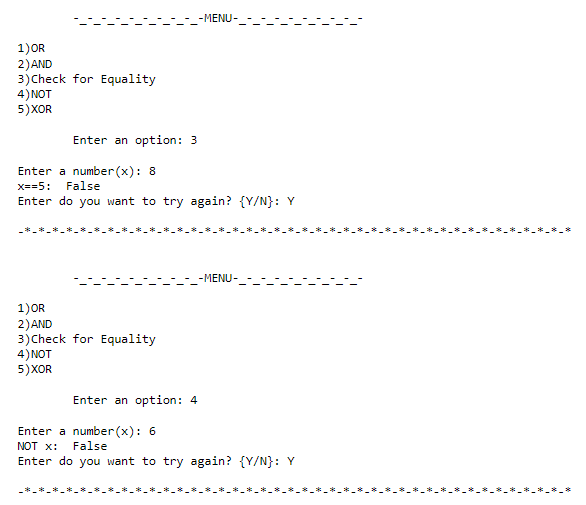 -_-_-_-_-_-_-_-_-_-MENU-_-_-_-_-_-_-_-_-_-
1)OR
2)AND
3)Check for Equality
4)NOT
5)XOR
Enter an option: 3
Enter a number(x): 8
x==5:  False
Enter do you want to try again? {Y/N}: Y
-*-*-*-*-*-*-*-*-*-*-*-*-*-*-*-*-*-*-*-*-*-*-*-*-*-*-*-*-*-*-*-*-*-*-*-*-*-*-*-*
-_-_-_-_-_-_-_-_-_-MENU-_-_-_-_-_-_-_-_-_-
1)OR
2)AND
3)Check for Equality
4)NOT
5)XOR
Enter an option: 4
Enter a number(x): 6
NOT x:  False
Enter do you want to try again? {Y/N}: Y
-*-*-*-*-*-*-*-*-*-*-*-*-*-*-*-*-*-*-*-*-*-*-*-*-*-*-*-*-*-*-*-*-*-*-*-*-*-*-*-*